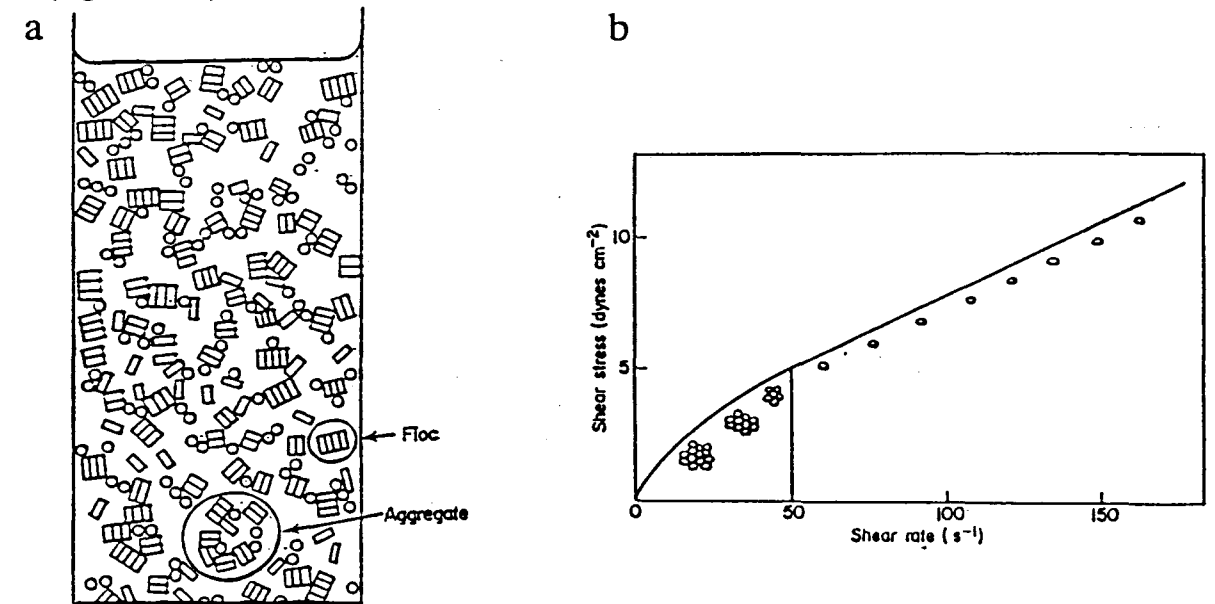 a
b
Floc
Aggregate
Shear stress (dynes cm⁻²)
10
5
0
50
100
150
Shear rate (s⁻¹)